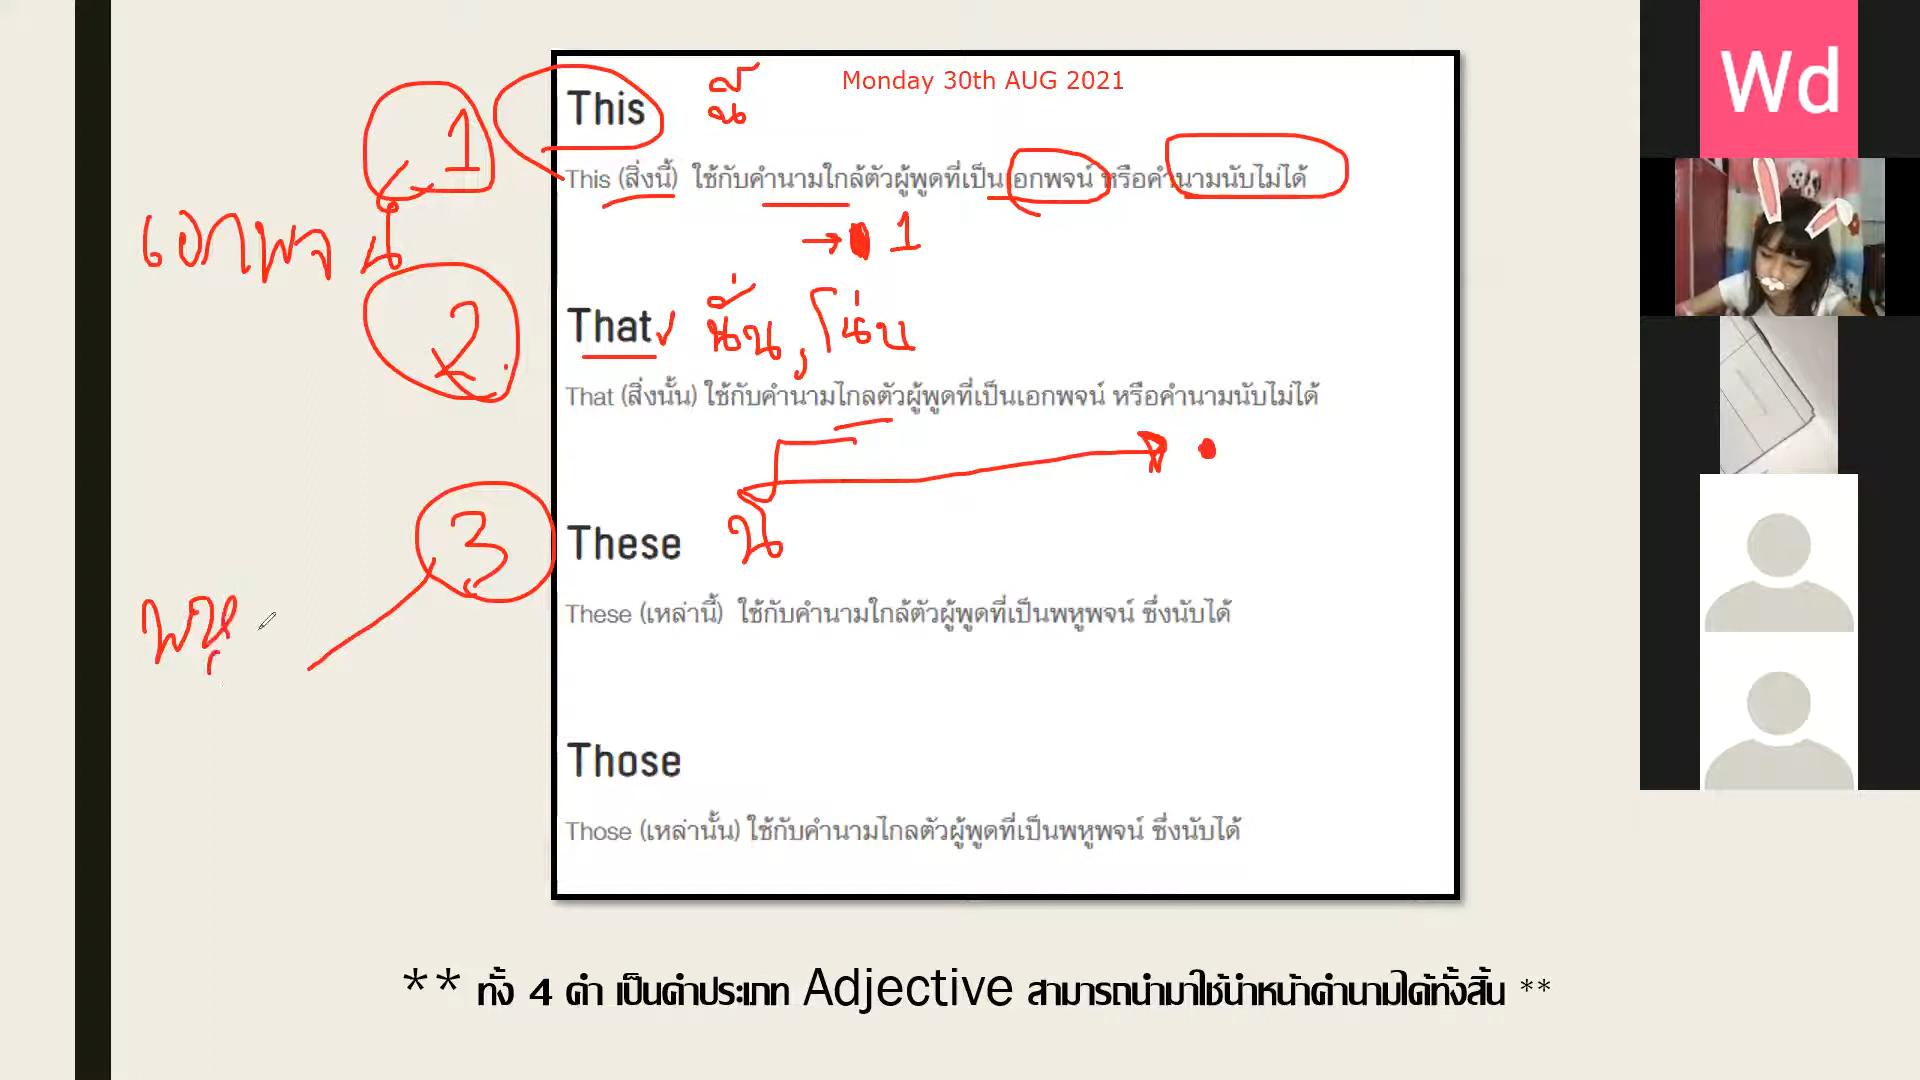 Monday 30th AUG 2021
Wd
1 This นี้
This (สิ่งนี้) ใช้กับคำนามใกล้ตัวผู้พูดที่เป็นเอกพจน์ หรือคำนามนับไม่ได้
เอกพจน์
1
2 That นั่น, โน่น
That (สิ่งนั้น) ใช้กับคำนามไกลตัวผู้พูดที่เป็นเอกพจน์ หรือคำนามนับไม่ได้
3 These
These (เหล่านี้) ใช้กับคำนามใกล้ตัวผู้พูดที่เป็นพหูพจน์ ซึ่งนับได้
พหู
Those
Those (เหล่านั้น) ใช้กับคำนามไกลตัวผู้พูดที่เป็นพหูพจน์ ซึ่งนับได้
** ทั้ง 4 คำ เป็นคำประเภท Adjective สามารถนำมาใช้นำหน้าคำนามได้ทั้งสิ้น **